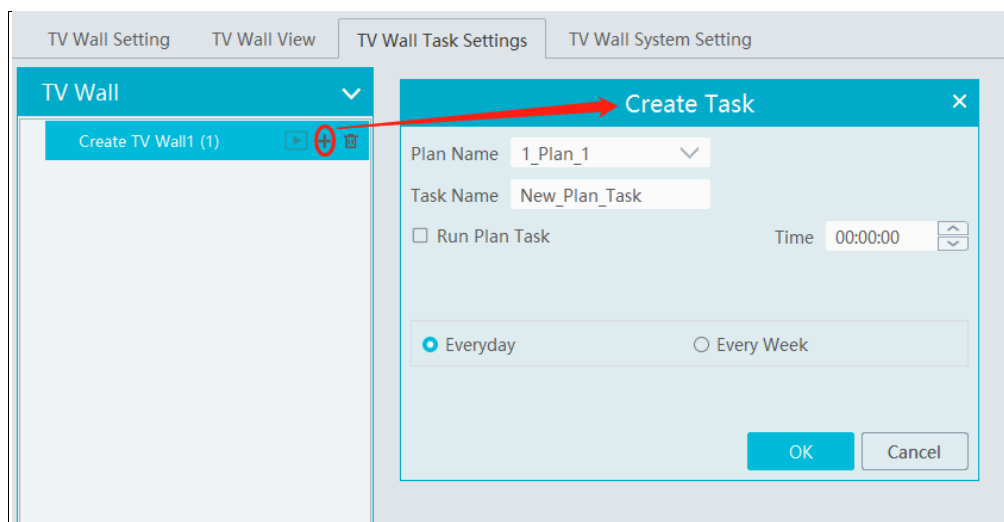 TV Wall Setting TV Wall View TV Wall Task Settings TV Wall System Setting
TV Wall
Create TV Wall1 (1)
Create Task
Plan Name 1_Plan_1
Task Name New_Plan_Task
Run Plan Task Time 00:00:00
Everyday Every Week
OK Cancel